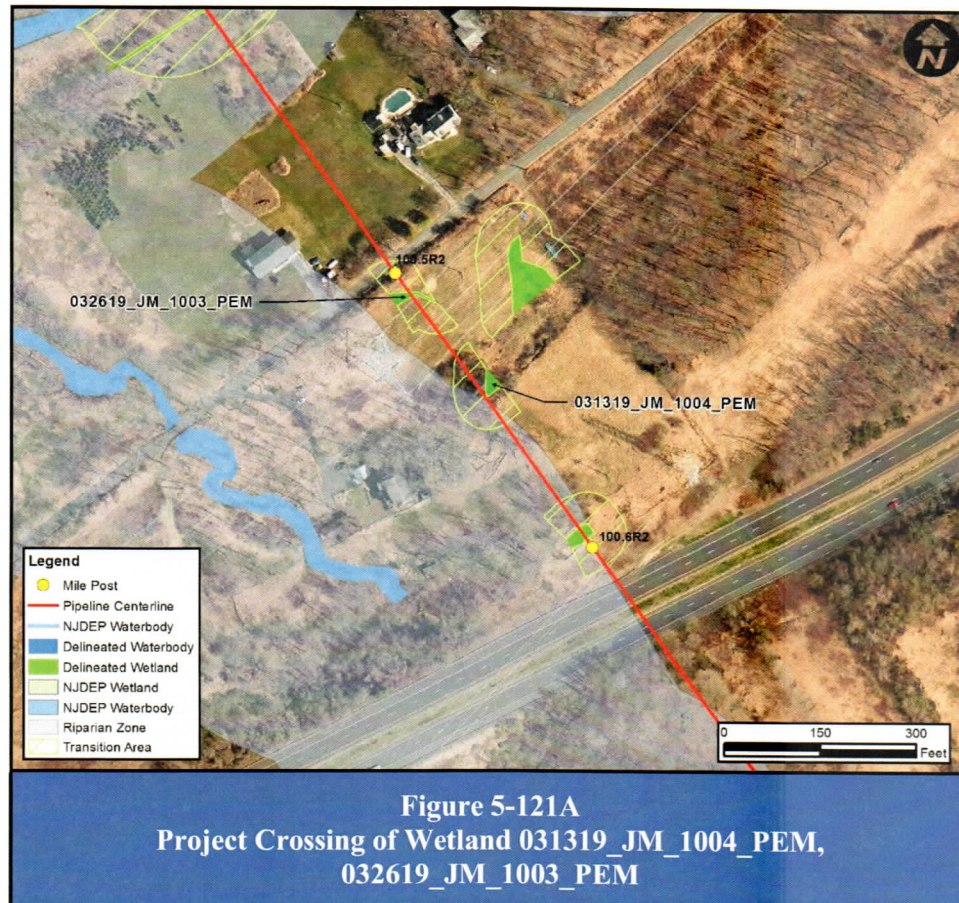 N
100.5R2
032619_JM_1003_PEM
031319_JM_1004_PEM
100.6R2
Legend
Mile Post
Pipeline Centerline
NJDEP Waterbody
Delineated Waterbody
Delineated Wetland
NJDEP Wetland
NJDEP Waterbody
Riparian Zone
Transition Area
0 150 300
Feet
Figure 5-121A
Project Crossing of Wetland 031319_JM_1004_PEM,
032619_JM_1003_PEM